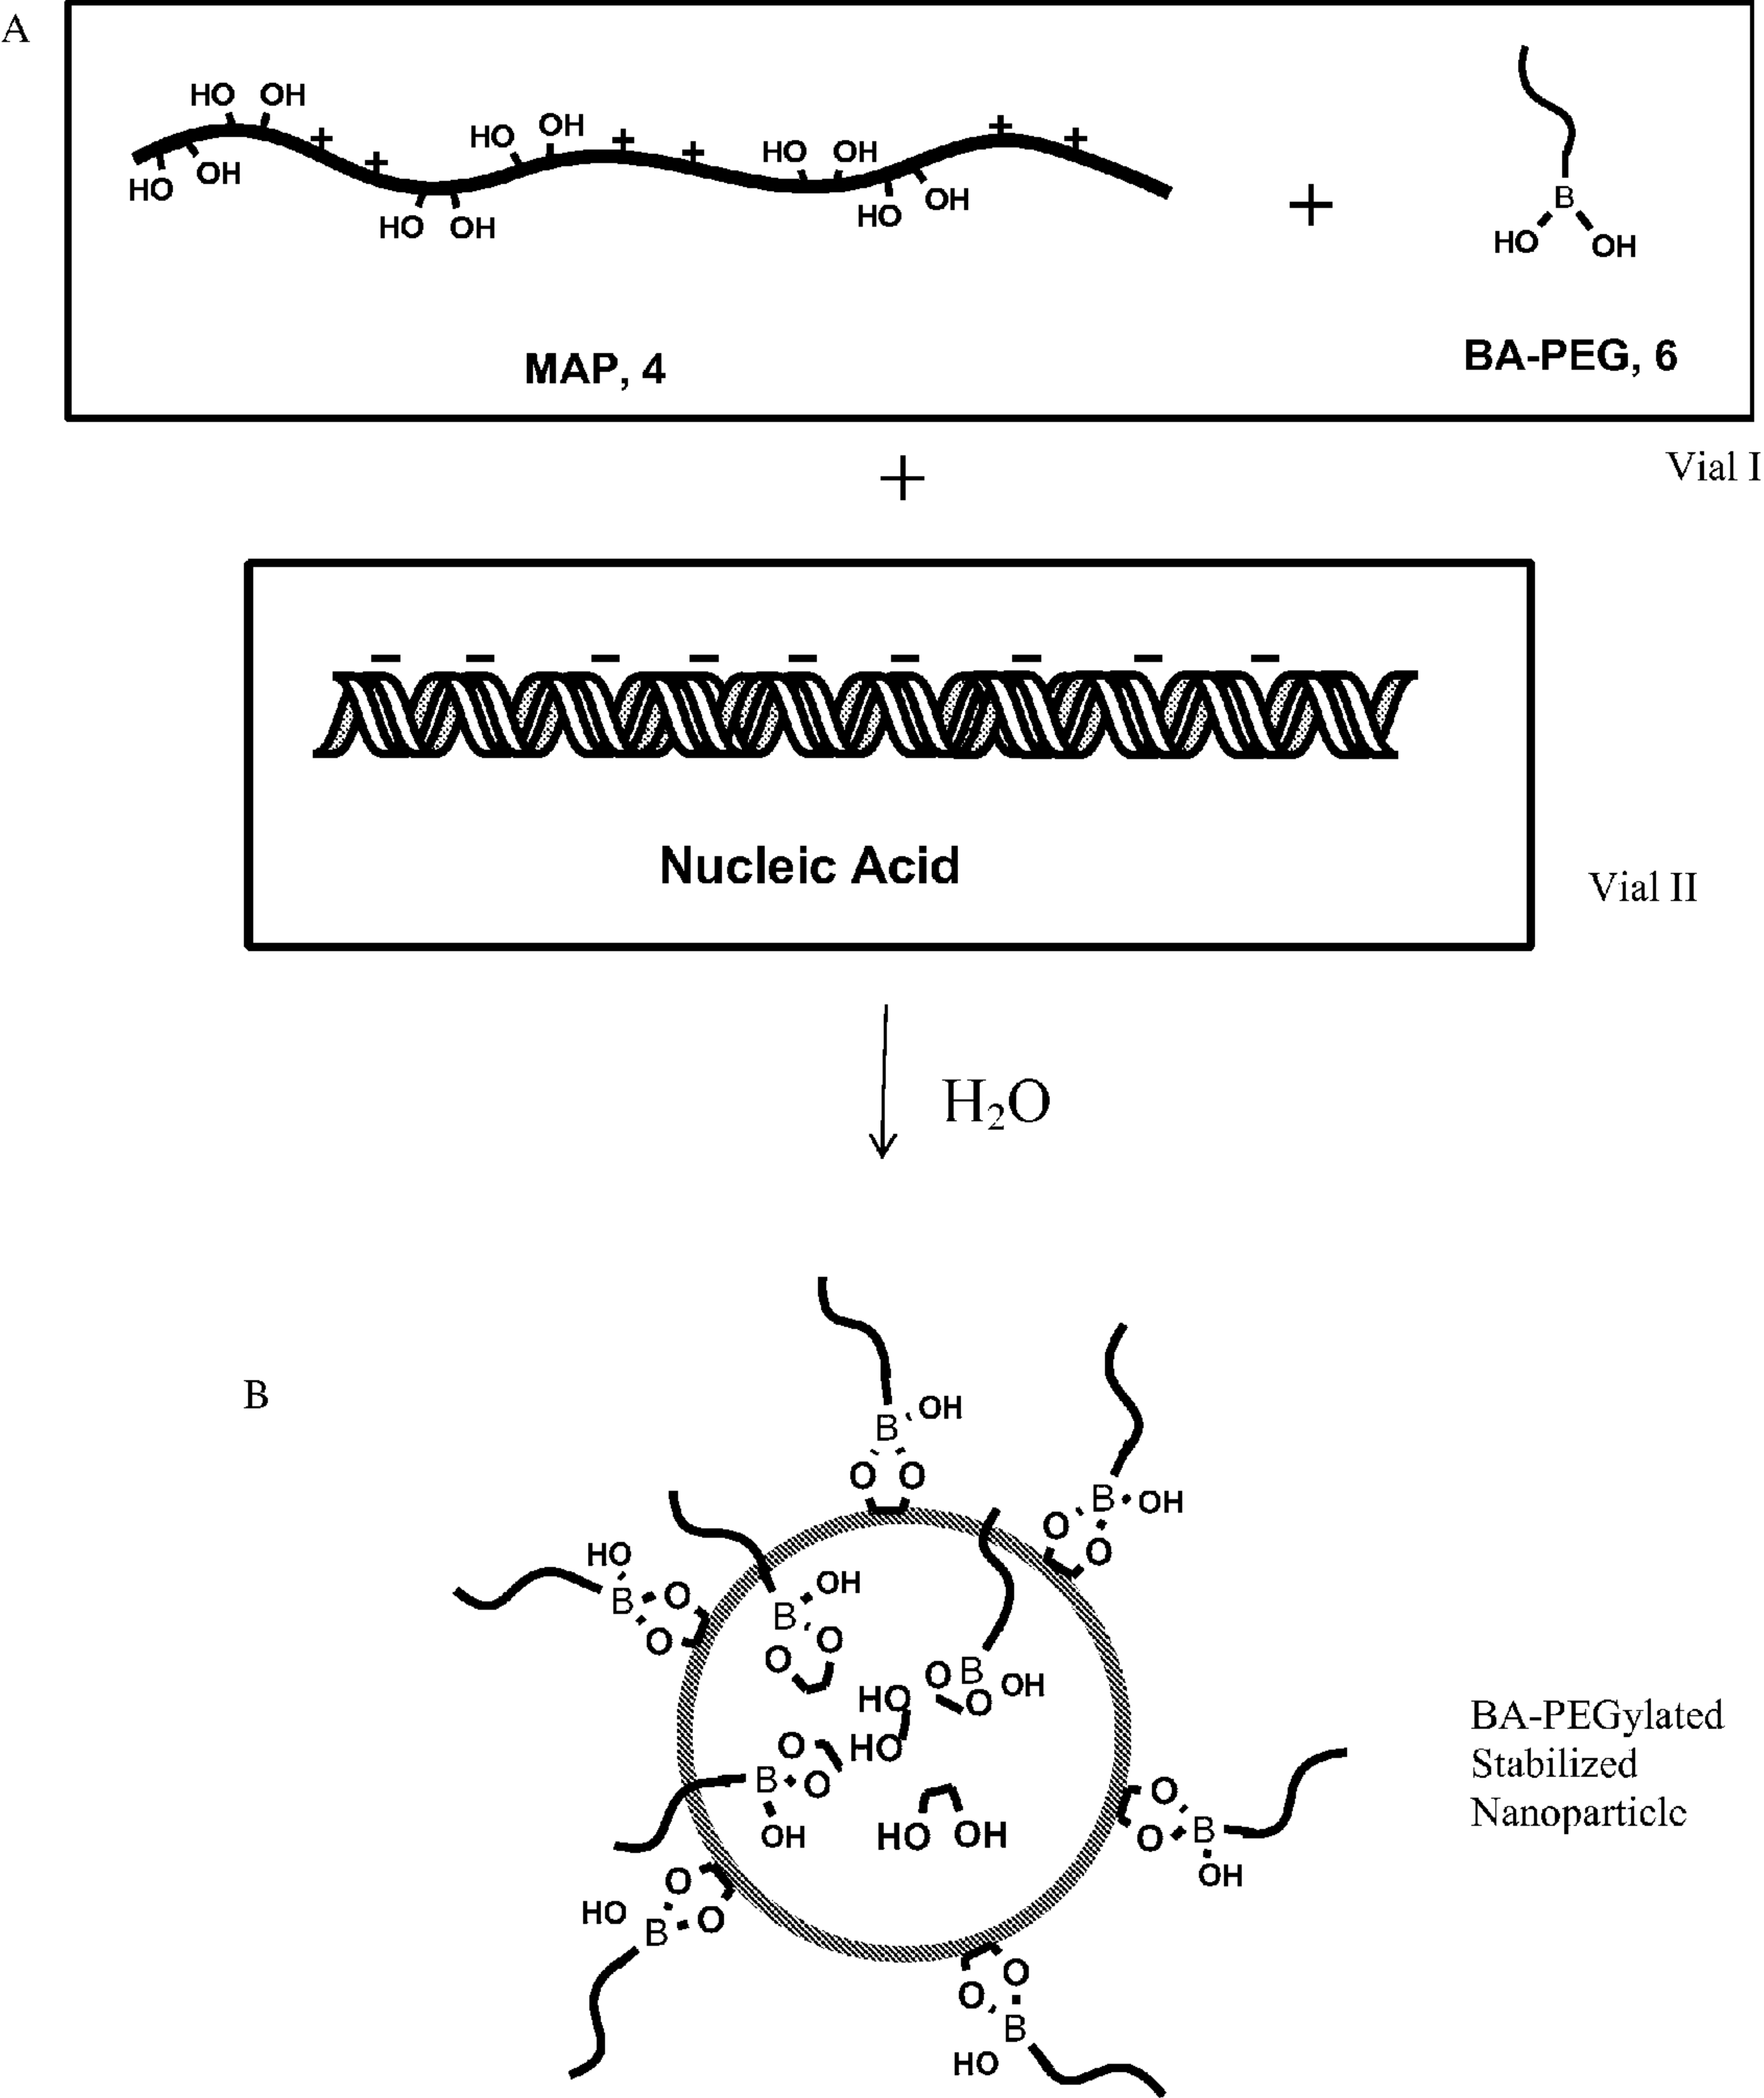 A
HO OH
HO OH
HO OH
+ +
HO OH
+ +
HO OH
HO OH
+ +
+
B
HO OH
MAP, 4
BA-PEG, 6
+
Vial I
− − − − − − − − −
Nucleic Acid
Vial II
H₂O
B
B OH
O O
B OH
O
O
HO
B O
O
OH
B
O
O
O B OH
O
HO
HO
O
B O
OH
HO OH
O
O B
OH
BA-PEGylated
Stabilized
Nanoparticle
O
HO O
B
O
O
B
HO